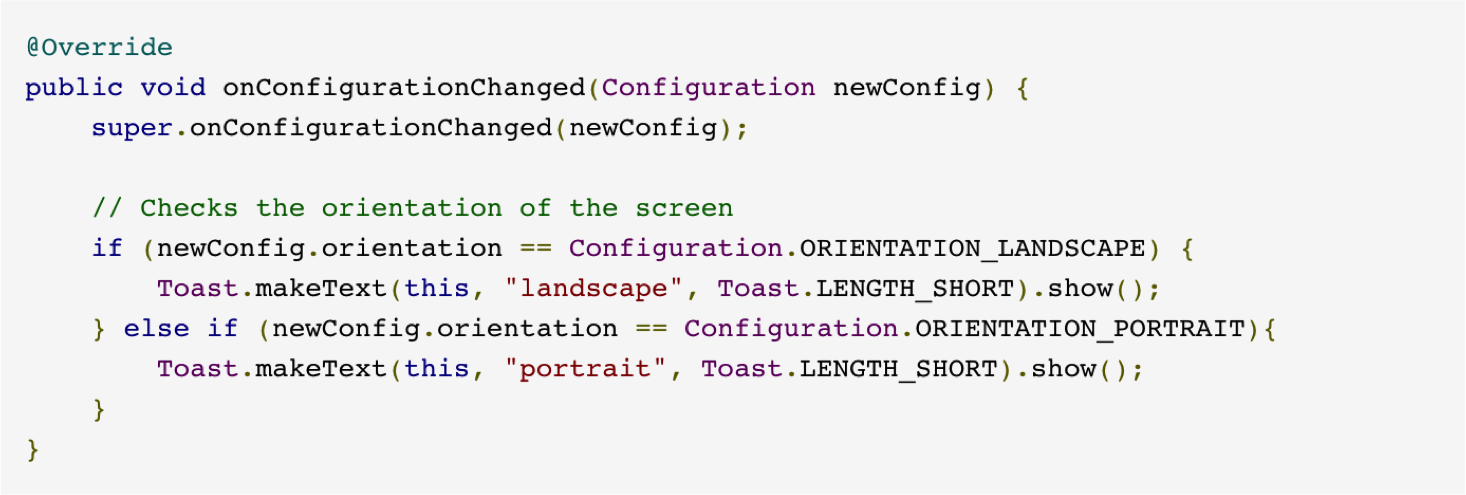 @Override
public void onConfigurationChanged(Configuration newConfig) {
    super.onConfigurationChanged(newConfig);

    // Checks the orientation of the screen
    if (newConfig.orientation == Configuration.ORIENTATION_LANDSCAPE) {
        Toast.makeText(this, "landscape", Toast.LENGTH_SHORT).show();
    } else if (newConfig.orientation == Configuration.ORIENTATION_PORTRAIT){
        Toast.makeText(this, "portrait", Toast.LENGTH_SHORT).show();
    }
}